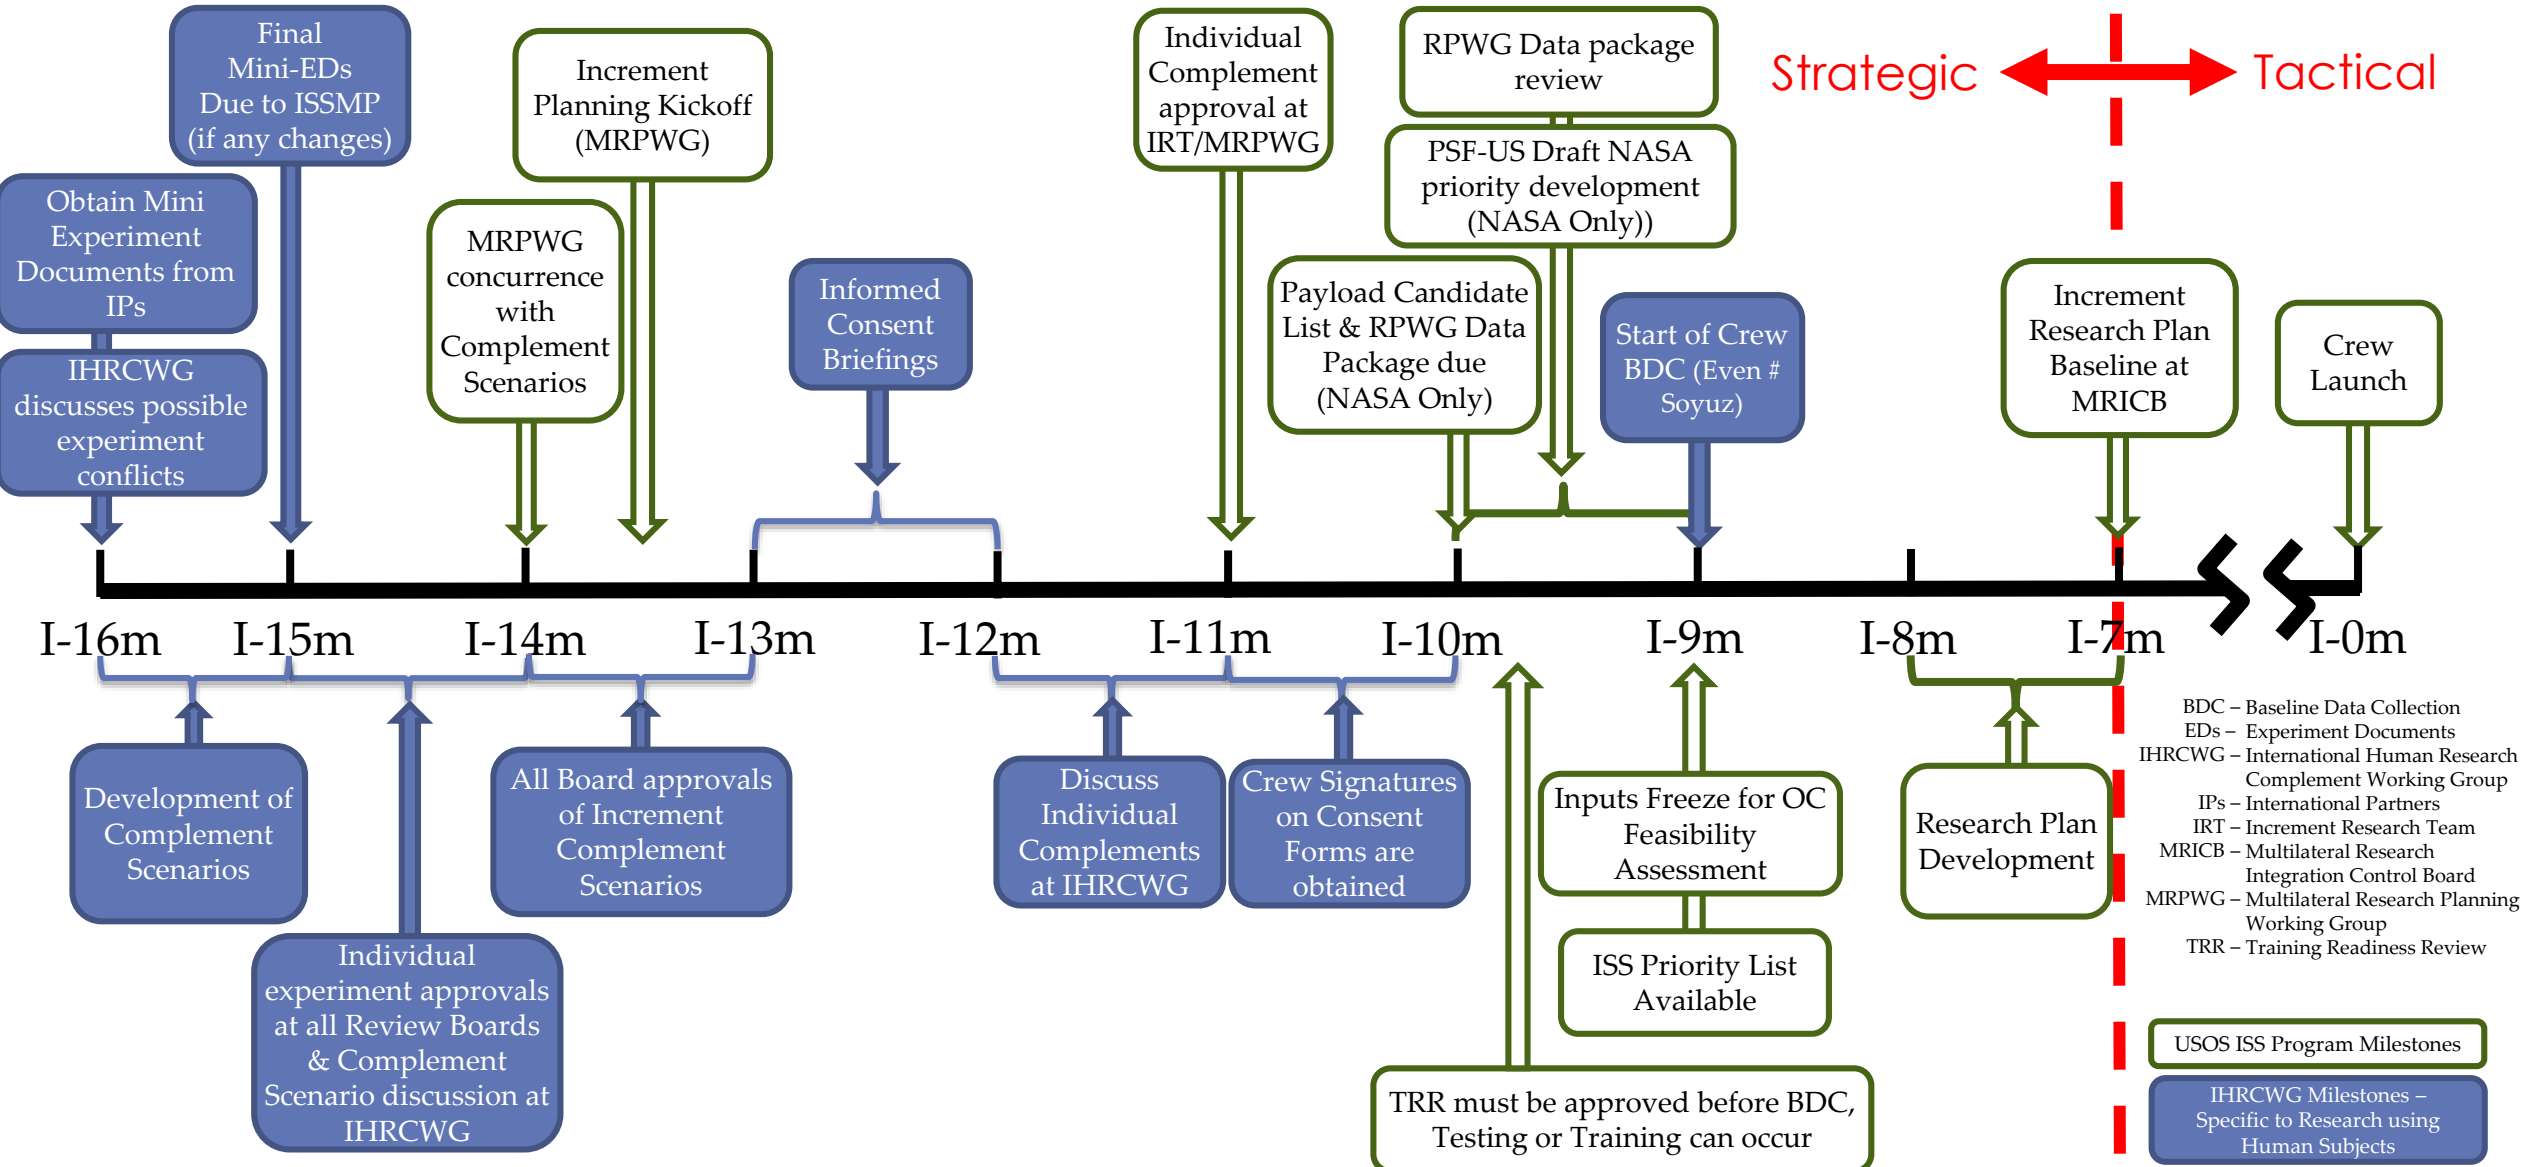 Final
Mini-EDs
Due to ISSMP
(if any changes)
Obtain Mini
Experiment
Documents from
IPs
IHRCWG
discusses possible
experiment
conflicts
Increment
Planning Kickoff
(MRPWG)
MRPWG
concurrence
with
Complement
Scenarios
Informed
Consent
Briefings
Individual
Complement
approval at
IRT/MRPWG
RPWG Data package
review
PSF-US Draft NASA
priority development
(NASA Only))
Payload Candidate
List & RPWG Data
Package due
(NASA Only)
Start of Crew
BDC (Even #
Soyuz)
Strategic
Tactical
Increment
Research Plan
Baseline at
MRICB
Crew
Launch
I-16m
I-15m
I-14m
I-13m
I-12m
I-11m
I-10m
I-9m
I-8m
I-7m
I-0m
Development of
Complement
Scenarios
Individual
experiment approvals
at all Review Boards
& Complement
Scenario discussion at
IHRCWG
All Board approvals
of Increment
Complement
Scenarios
Discuss
Individual
Complements
at IHRCWG
Crew Signatures
on Consent
Forms are
obtained
TRR must be approved before BDC,
Testing or Training can occur
Inputs Freeze for OC
Feasibility
Assessment
ISS Priority List
Available
Research Plan
Development
BDC – Baseline Data Collection
EDs – Experiment Documents
IHRCWG – International Human Research
Complement Working Group
IPs – International Partners
IRT – Increment Research Team
MRICB – Multilateral Research
Integration Control Board
MRPWG – Multilateral Research Planning
Working Group
TRR – Training Readiness Review
USOS ISS Program Milestones
IHRCWG Milestones –
Specific to Research using
Human Subjects